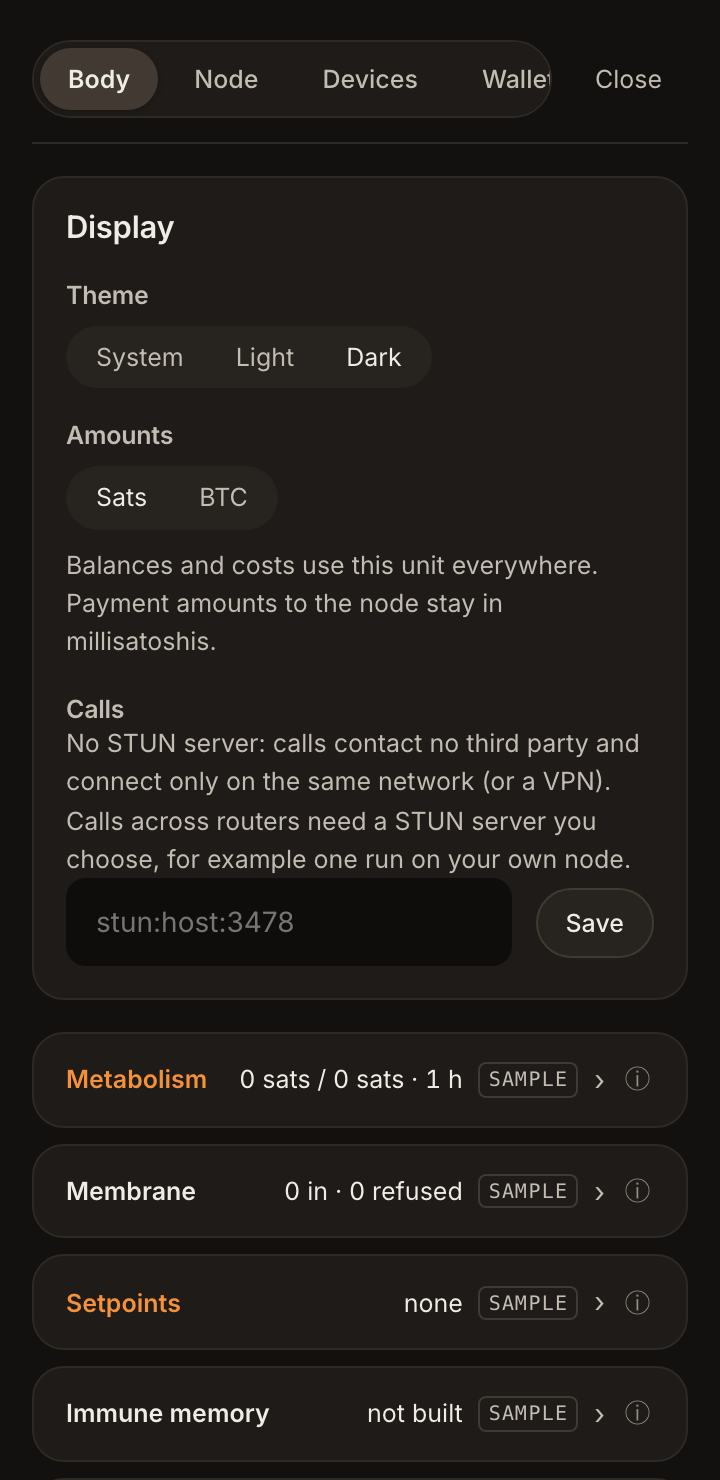 Body Node Devices Wallet Close
Display
Theme
System Light Dark
Amounts
Sats BTC
Balances and costs use this unit everywhere.
Payment amounts to the node stay in
millisatoshis.
Calls
No STUN server: calls contact no third party and
connect only on the same network (or a VPN).
Calls across routers need a STUN server you
choose, for example one run on your own node.
stun:host:3478 Save
Metabolism 0 sats / 0 sats · 1 h SAMPLE › ⓘ
Membrane 0 in · 0 refused SAMPLE › ⓘ
Setpoints none SAMPLE › ⓘ
Immune memory not built SAMPLE › ⓘ